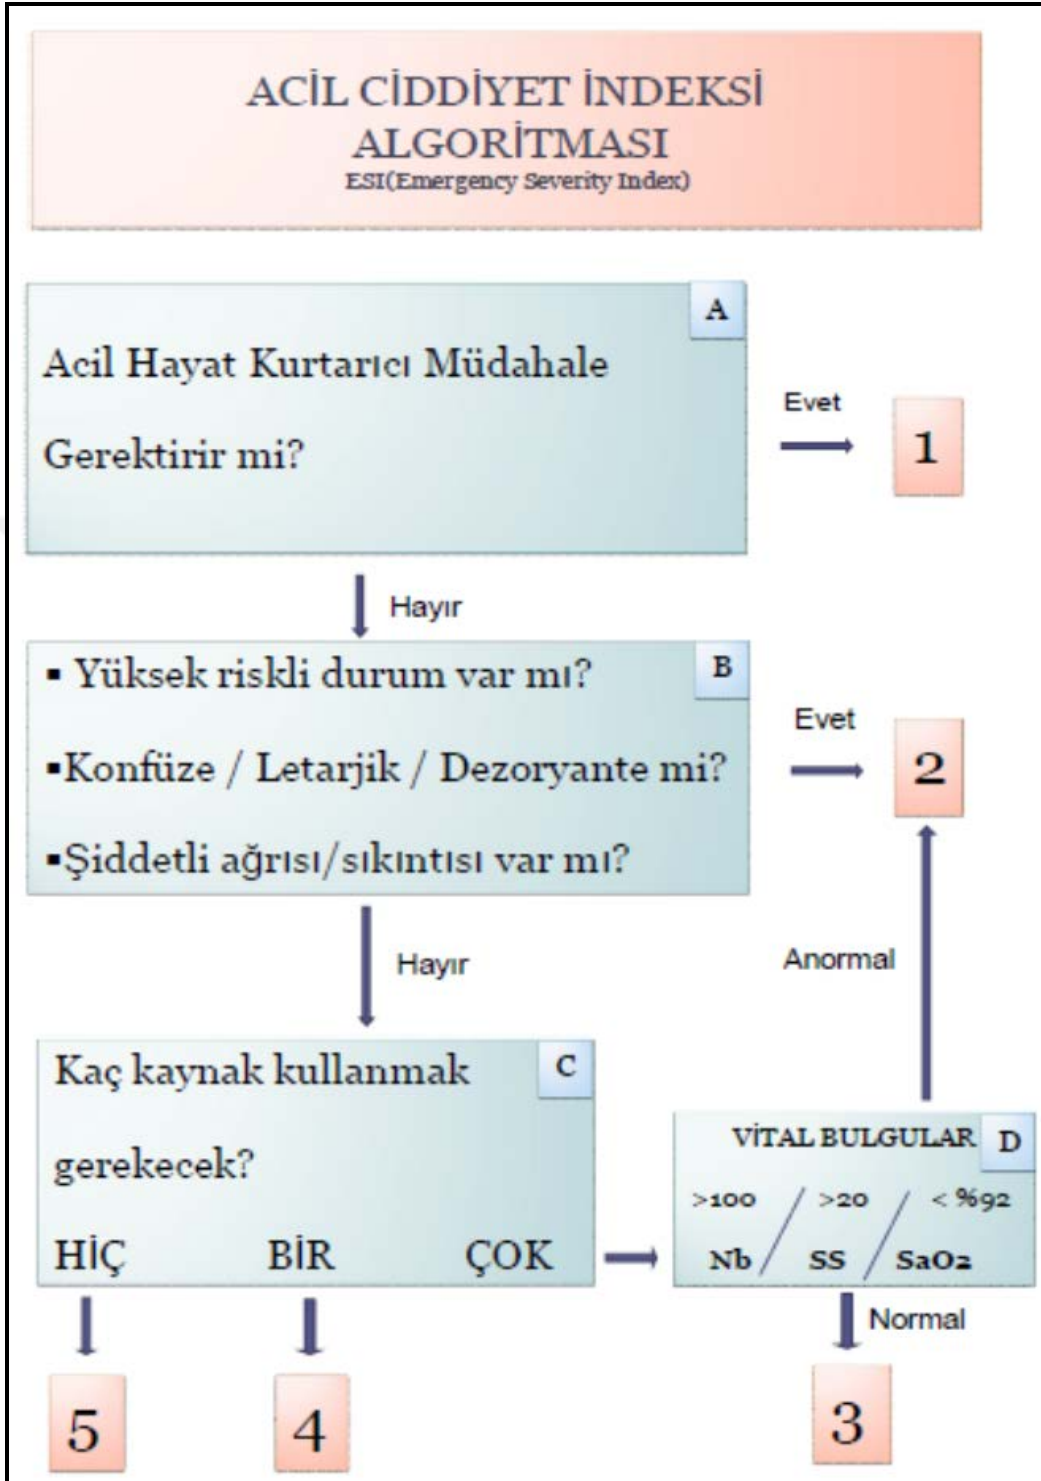 ACİL CİDDİYET İNDEKSİ
ALGORİTMASI
ESI(Emergency Severity Index)
A
Acil Hayat Kurtarıcı Müdahale
Gerektirir mi?
Evet
1
Hayır
B
▪ Yüksek riskli durum var mı?
▪Konfüze / Letarjik / Dezoryante mi?
▪Şiddetli ağrısı/sıkıntısı var mı?
Evet
2
Hayır
Anormal
C
Kaç kaynak kullanmak
gerekecek?
HİÇ BİR ÇOK
VİTAL BULGULAR D
>100 / >20 / < %92
Nb / SS / SaO2
Normal
5 4 3